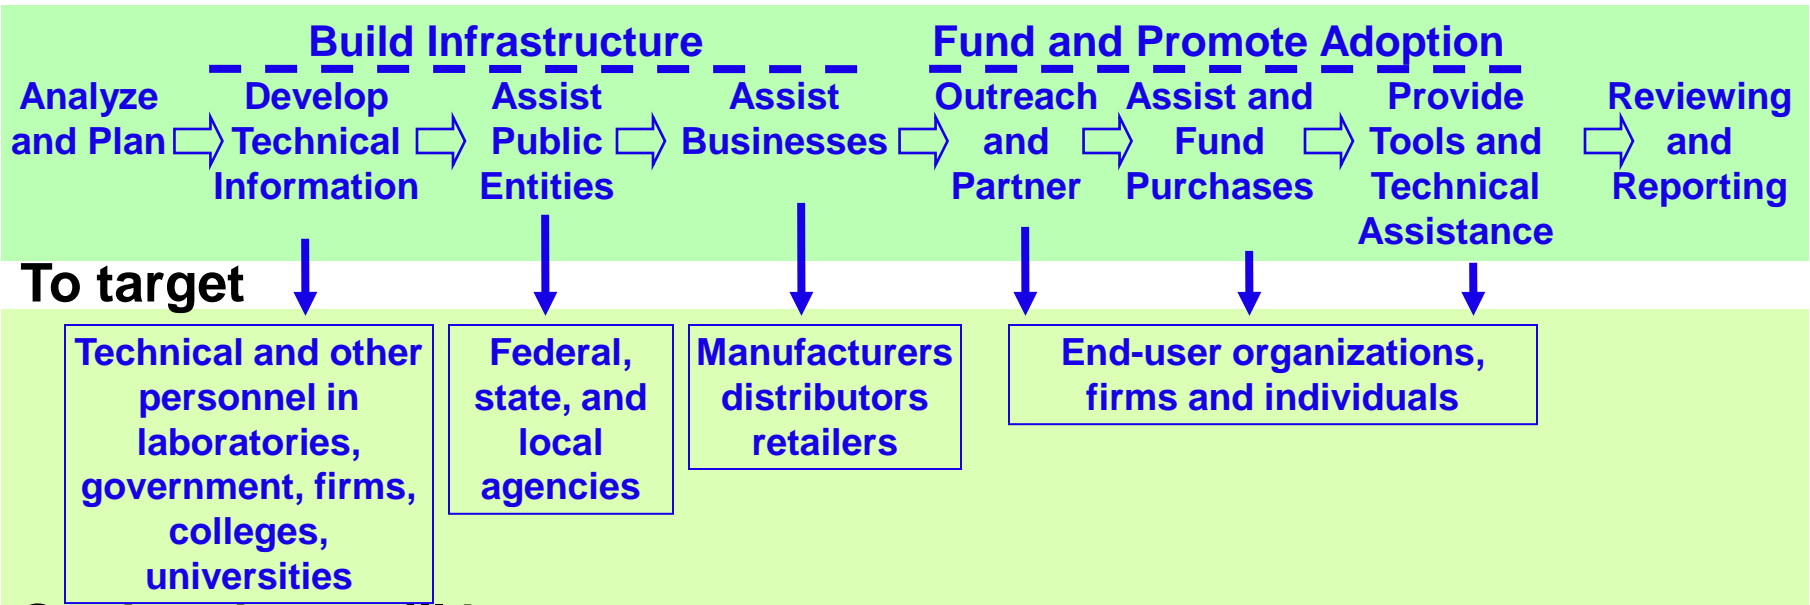 Build Infrastructure
Fund and Promote Adoption
Analyze
and Plan
Develop
Technical
Information
Assist
Public
Entities
Assist
Businesses
Outreach
and
Partner
Assist and
Fund
Purchases
Provide
Tools and
Technical
Assistance
Reviewing
and
Reporting
To target
Technical and other
personnel in
laboratories,
government, firms,
colleges,
universities
Federal,
state, and
local
agencies
Manufacturers
distributors
retailers
End-user organizations,
firms and individuals